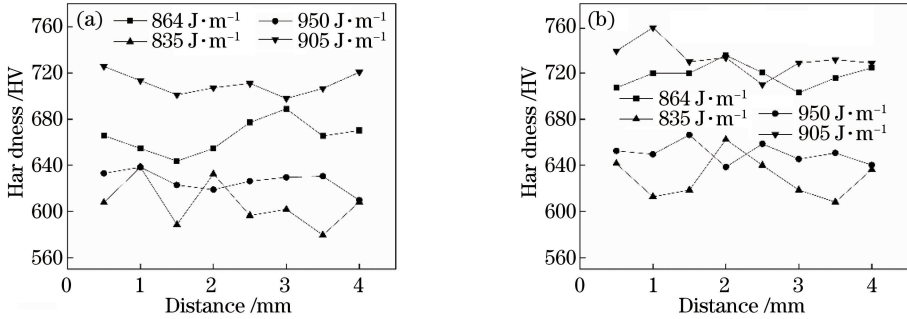 (a)
864 J·m⁻¹
950 J·m⁻¹
835 J·m⁻¹
905 J·m⁻¹
760
720
680
640
600
560
Har dness /HV
0
1
2
3
4
Distance /mm
(b)
864 J·m⁻¹
835 J·m⁻¹
950 J·m⁻¹
905 J·m⁻¹
760
720
680
640
600
560
Har dness /HV
0
1
2
3
4
5
Distance /mm